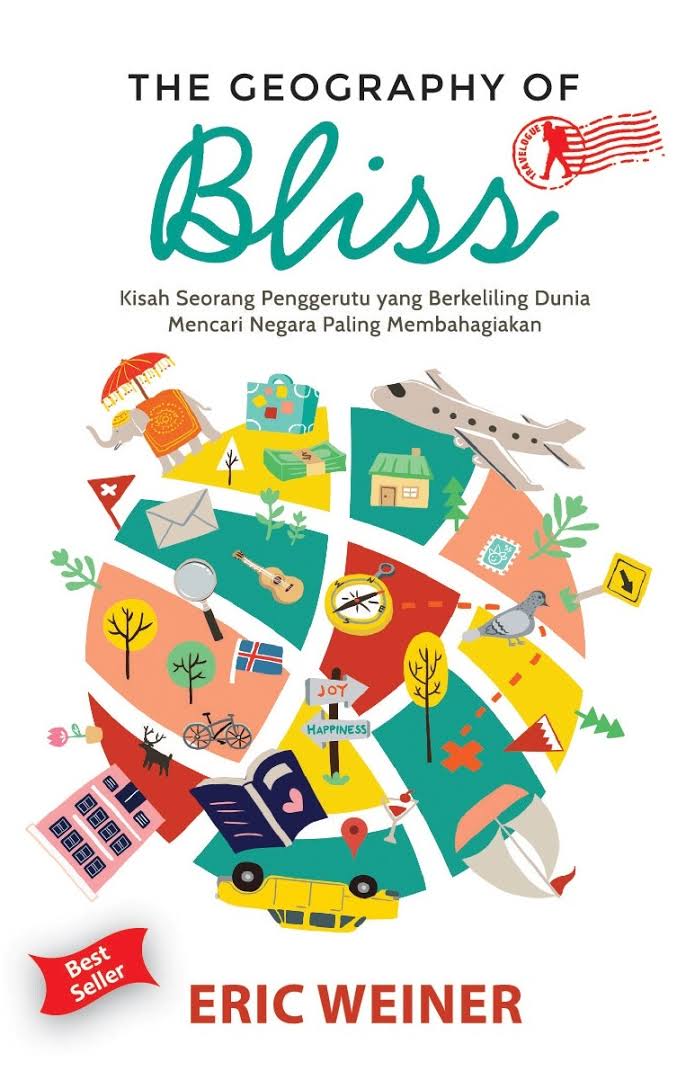 THE GEOGRAPHY OF
Bliss
TRAVELOGUE
Kisah Seorang Penggerutu yang Berkeliling Dunia
Mencari Negara Paling Membahagiakan
JOY
HAPPINESS
Best
Seller
ERIC WEINER